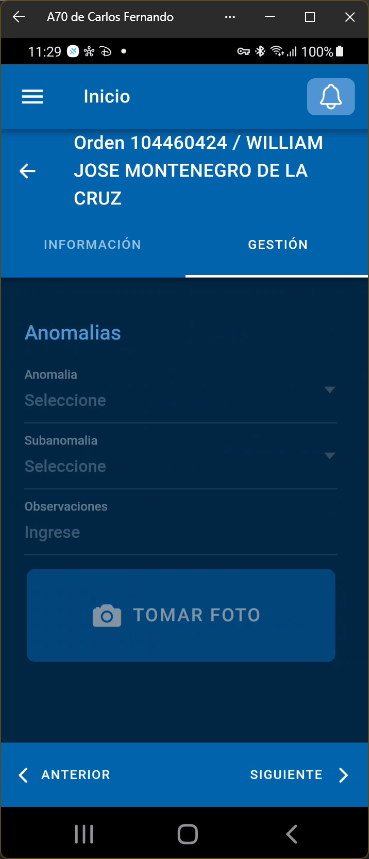 A70 de Carlos Fernando
11:29 100%
Inicio
Orden 104460424 / WILLIAM
JOSE MONTENEGRO DE LA
CRUZ
INFORMACIÓN GESTIÓN
Anomalias
Anomalia
Seleccione
Subanomalia
Seleccione
Observaciones
Ingrese
TOMAR FOTO
ANTERIOR SIGUIENTE